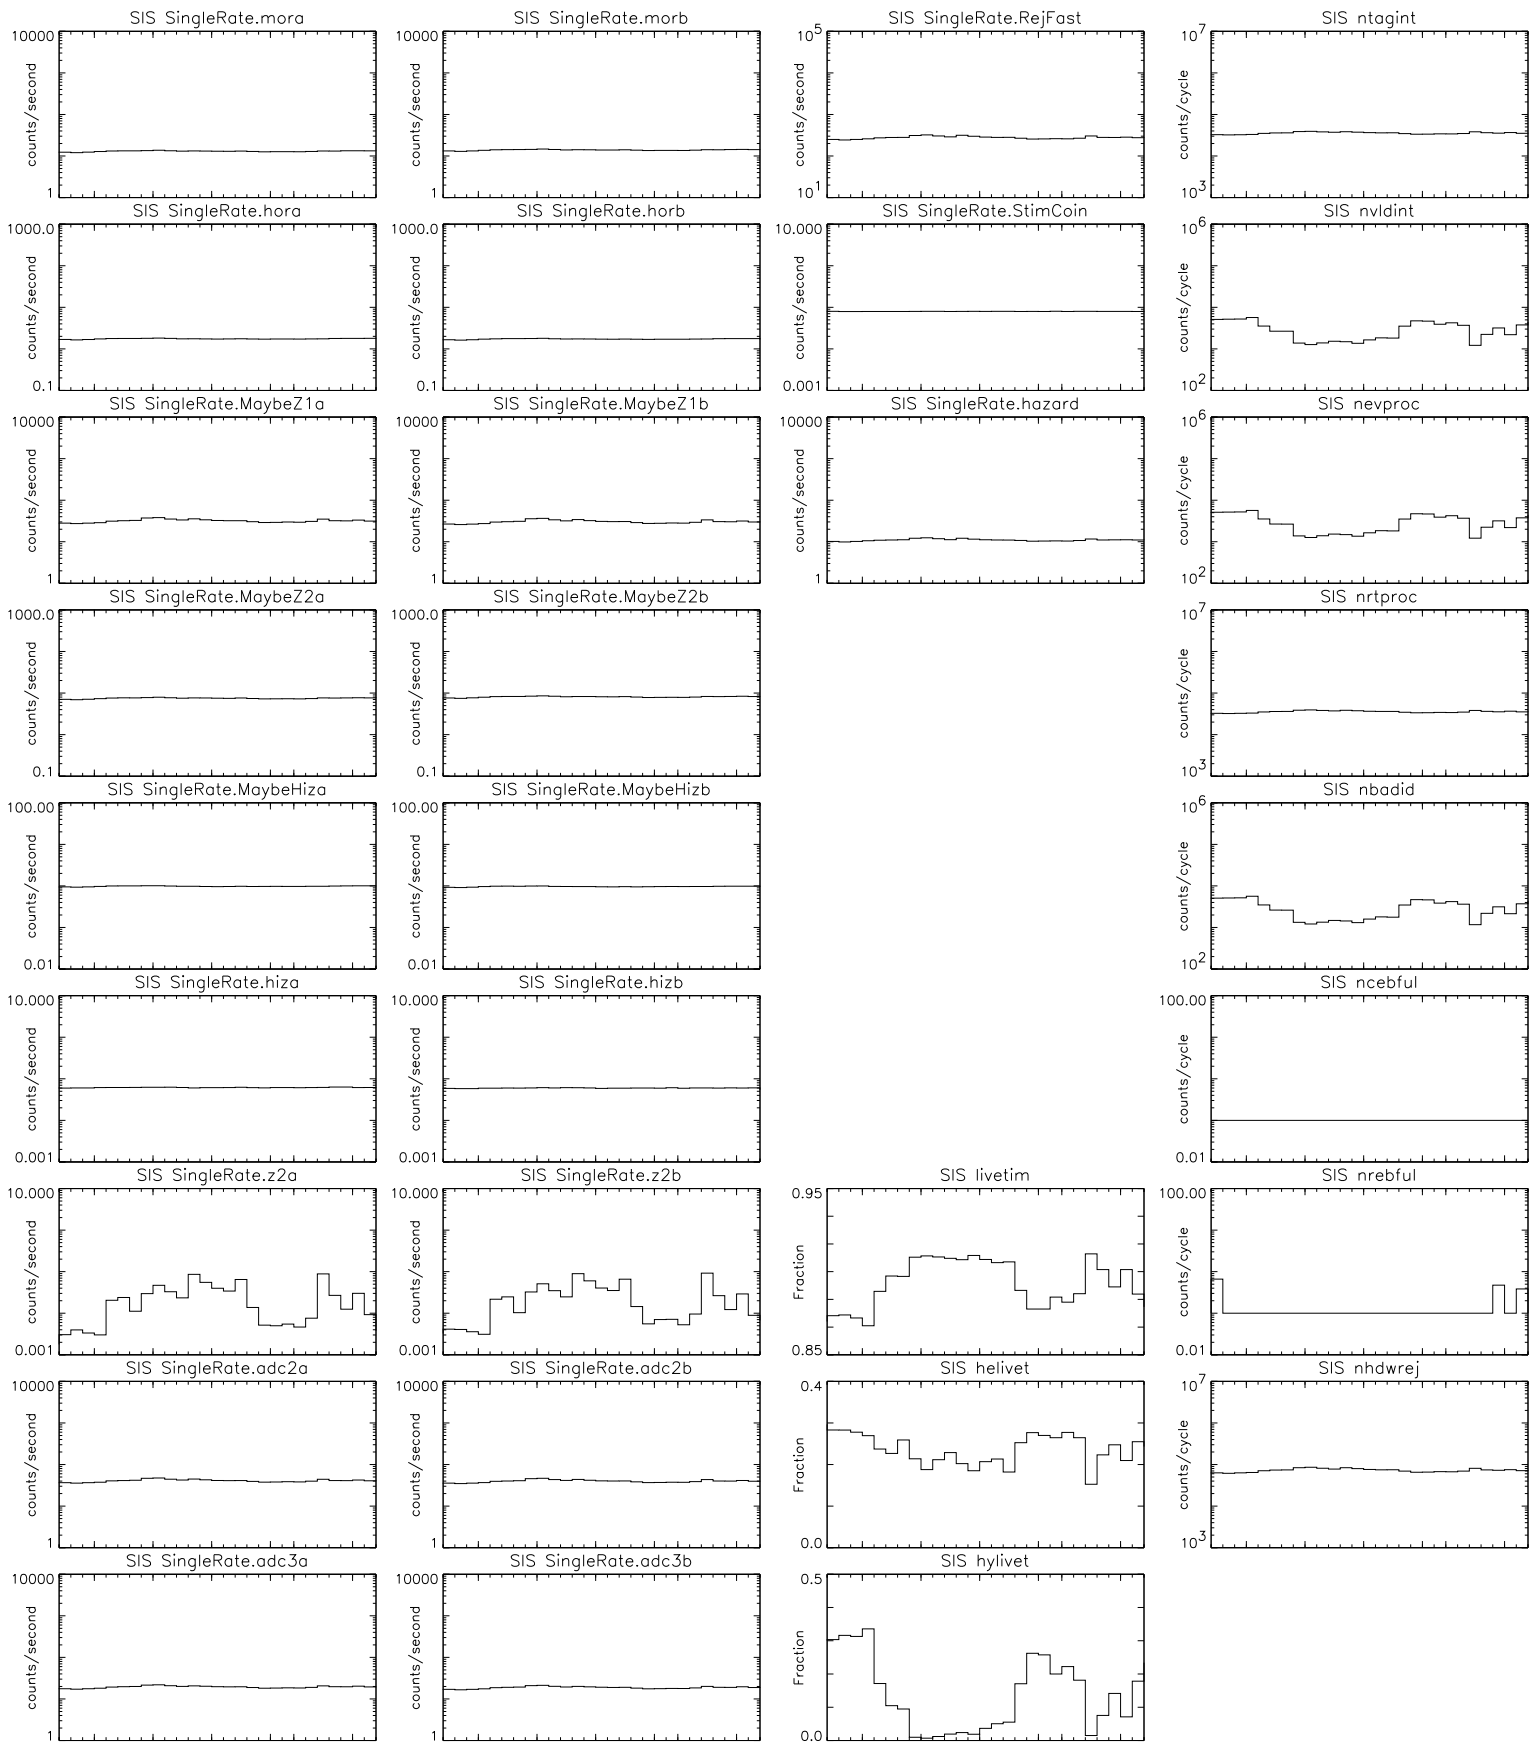 SIS SingleRate.mora
10000
counts/second
1
SIS SingleRate.morb
10000
counts/second
1
SIS SingleRate.RejFast
10^5
counts/second
10^1
SIS ntagint
10^7
counts/cycle
10^3
SIS SingleRate.hora
1000.0
counts/second
0.1
SIS SingleRate.horb
1000.0
counts/second
0.1
SIS SingleRate.StimCoin
10.000
counts/second
0.001
SIS nvldint
10^6
counts/cycle
10^2
SIS SingleRate.MaybeZ1a
10000
counts/second
1
SIS SingleRate.MaybeZ1b
10000
counts/second
1
SIS SingleRate.hazard
10000
counts/second
1
SIS nevproc
10^6
counts/cycle
10^2
SIS SingleRate.MaybeZ2a
1000.0
counts/second
0.1
SIS SingleRate.MaybeZ2b
1000.0
counts/second
0.1
SIS nrtproc
10^7
counts/cycle
10^3
SIS SingleRate.MaybeHiza
100.00
counts/second
0.01
SIS SingleRate.MaybeHizb
100.00
counts/second
0.01
SIS nbadid
10^6
counts/cycle
10^2
SIS SingleRate.hiza
10.000
counts/second
0.001
SIS SingleRate.hizb
10.000
counts/second
0.001
SIS ncebful
100.00
counts/cycle
0.01
SIS SingleRate.z2a
10.000
counts/second
0.001
SIS SingleRate.z2b
10.000
counts/second
0.001
SIS livetim
0.95
Fraction
0.85
SIS nrebful
100.00
counts/cycle
0.01
SIS SingleRate.adc2a
10000
counts/second
1
SIS SingleRate.adc2b
10000
counts/second
1
SIS helivet
0.4
Fraction
0.0
SIS nhdwrej
10^7
counts/cycle
10^3
SIS SingleRate.adc3a
10000
counts/second
1
SIS SingleRate.adc3b
10000
counts/second
1
SIS hylivet
0.5
Fraction
0.0